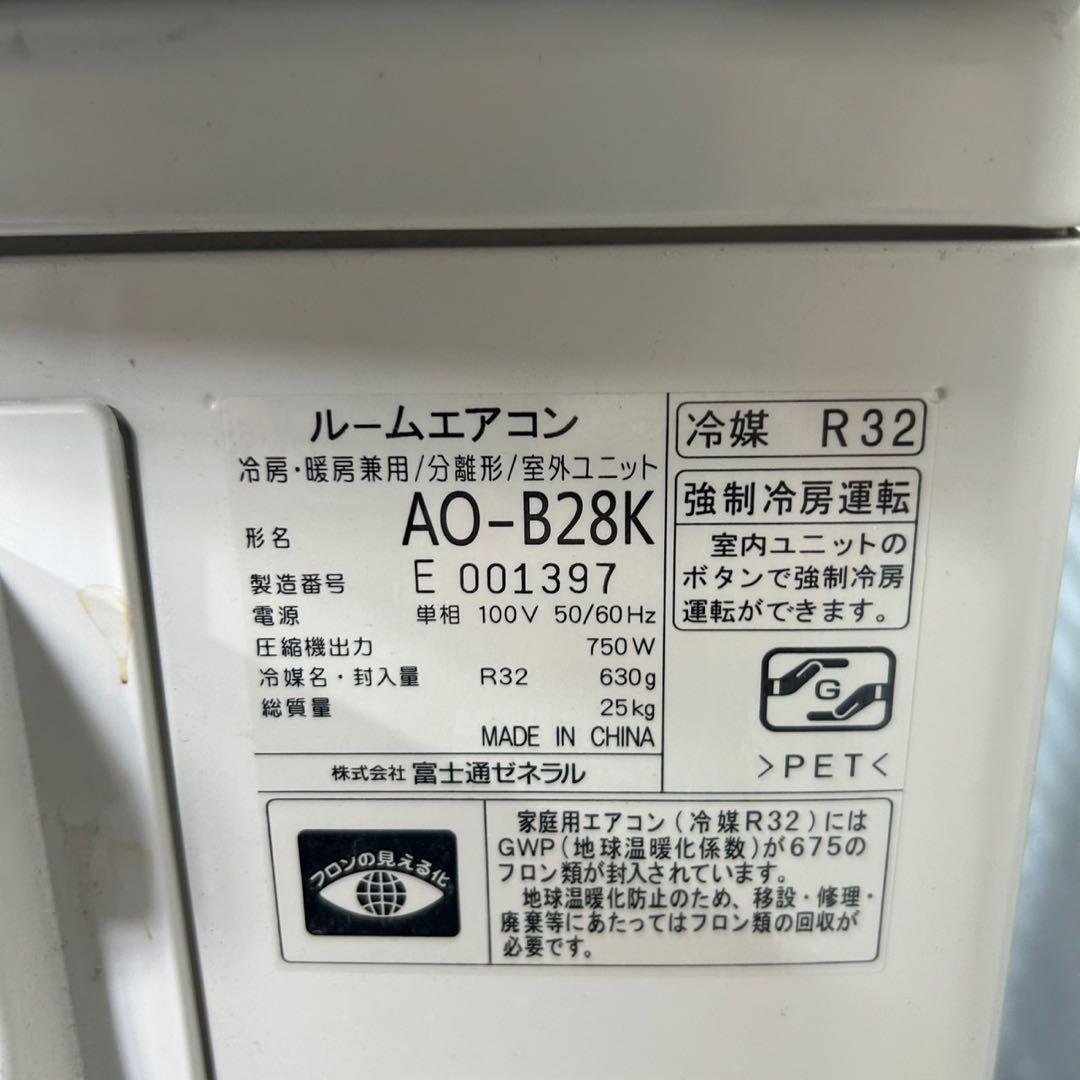 ルームエアコン
冷房・暖房兼用/分離形/室外ユニット
形名 AO-B28K
製造番号 E 001397
電源 単相 100V 50/60Hz
圧縮機出力 750W
冷媒名・封入量 R32 630g
総質量 25kg
MADE IN CHINA
株式会社 富士通ゼネラル
冷媒 R32
強制冷房運転
室内ユニットの
ボタンで強制冷房
運転ができます。
G
>PET<
フロンの見える化
家庭用エアコン(冷媒R32)には
GWP(地球温暖化係数)が675の
フロン類が封入されています。
地球温暖化防止のため、移設・修理・
廃棄等にあたってはフロン類の回収が
必要です。